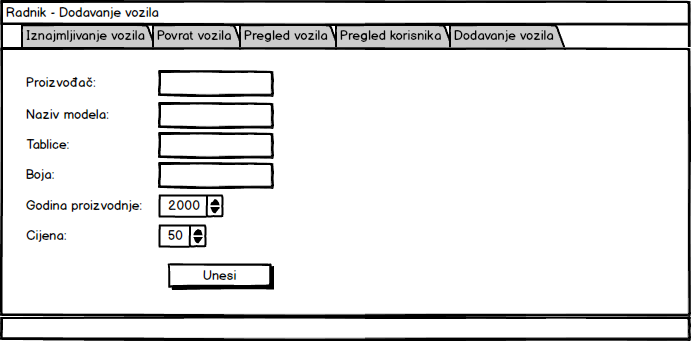 Radnik - Dodavanje vozila
Iznajmljivanje vozila Povrat vozila Pregled vozila Pregled korisnika Dodavanje vozila
Proizvođač:
Naziv modela:
Tablice:
Boja:
Godina proizvodnje: 2000
Cijena: 50
Unesi